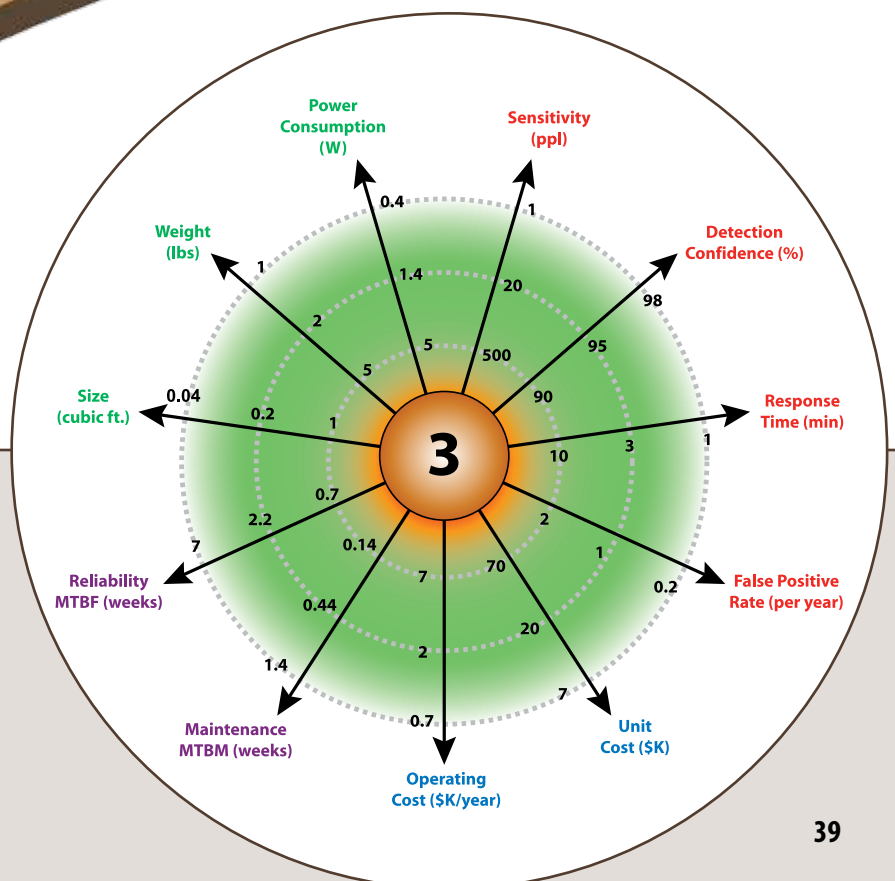 Power
Consumption
(W)
Sensitivity
(ppl)
Detection
Confidence (%)
Response
Time (min)
False Positive
Rate (per year)
Unit
Cost ($K)
Operating
Cost ($K/year)
Maintenance
MTBM (weeks)
Reliability
MTBF (weeks)
Size
(cubic ft.)
Weight
(lbs)
0.4
1.4
5
1
20
500
98
95
90
1
3
10
0.2
1
2
7
20
70
0.7
2
7
1.4
0.44
0.14
7
2.2
0.7
0.04
0.2
1
1
2
5
3
39